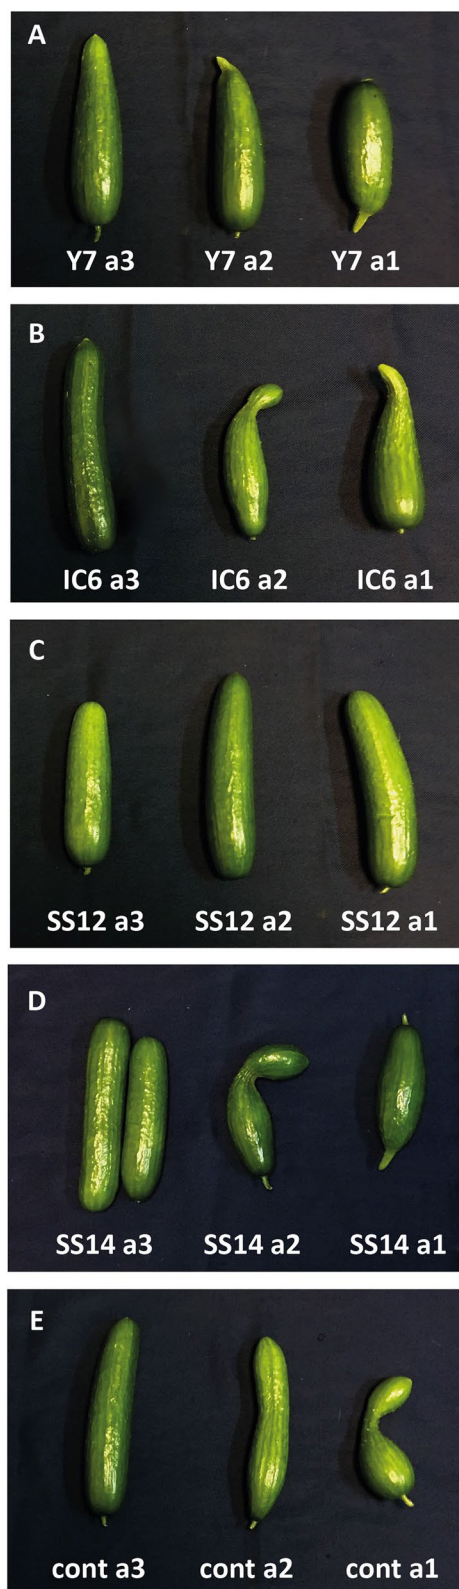 A
Y7 a3 Y7 a2 Y7 a1
B
IC6 a3 IC6 a2 IC6 a1
C
SS12 a3 SS12 a2 SS12 a1
D
SS14 a3 SS14 a2 SS14 a1
E
cont a3 cont a2 cont a1